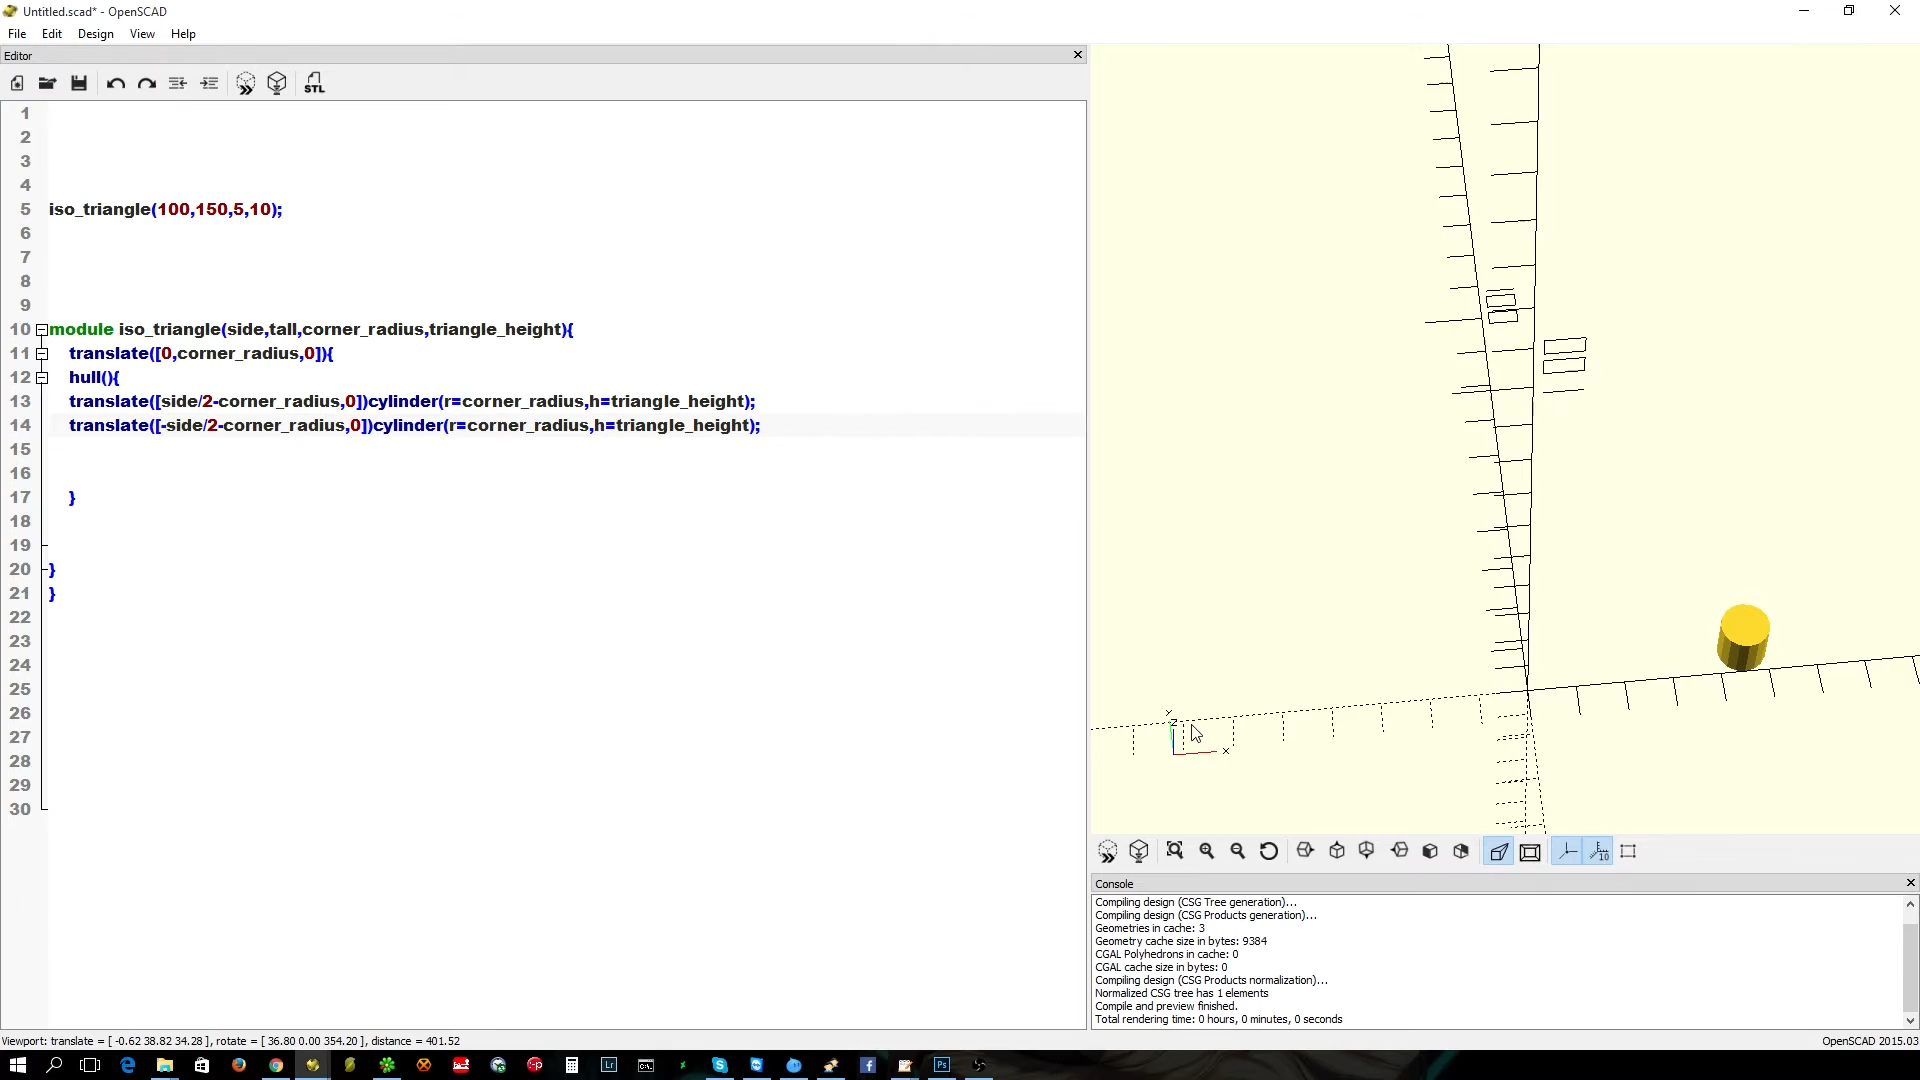 Untitled.scad* - OpenSCAD
File Edit Design View Help
Editor
STL
1
2
3
4
5 iso_triangle(100,150,5,10);
6
7
8
9
10 module iso_triangle(side,tall,corner_radius,triangle_height){
11 translate([0,corner_radius,0]){
12 hull(){
13 translate([side/2-corner_radius,0])cylinder(r=corner_radius,h=triangle_height);
14 translate([-side/2-corner_radius,0])cylinder(r=corner_radius,h=triangle_height);
15
16
17 }
18
19
20 }
21 }
22
23
24
25
26
27
28
29
30
Y
Z
X
10
Console
Compiling design (CSG Tree generation)...
Compiling design (CSG Products generation)...
Geometries in cache: 3
Geometry cache size in bytes: 9384
CGAL Polyhedrons in cache: 0
CGAL cache size in bytes: 0
Compiling design (CSG Products normalization)...
Normalized CSG tree has 1 elements
Compile and preview finished.
Total rendering time: 0 hours, 0 minutes, 0 seconds
Viewport: translate = [ -0.62 38.82 34.28 ], rotate = [ 36.80 0.00 354.20 ], distance = 401.52
OpenSCAD 2015.03
Lr
Ps